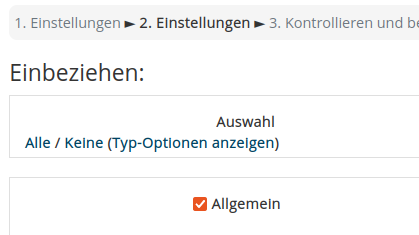 1. Einstellungen ► 2. Einstellungen ► 3. Kontrollieren und be
Einbeziehen:
Auswahl
Alle / Keine (Typ-Optionen anzeigen)
Allgemein